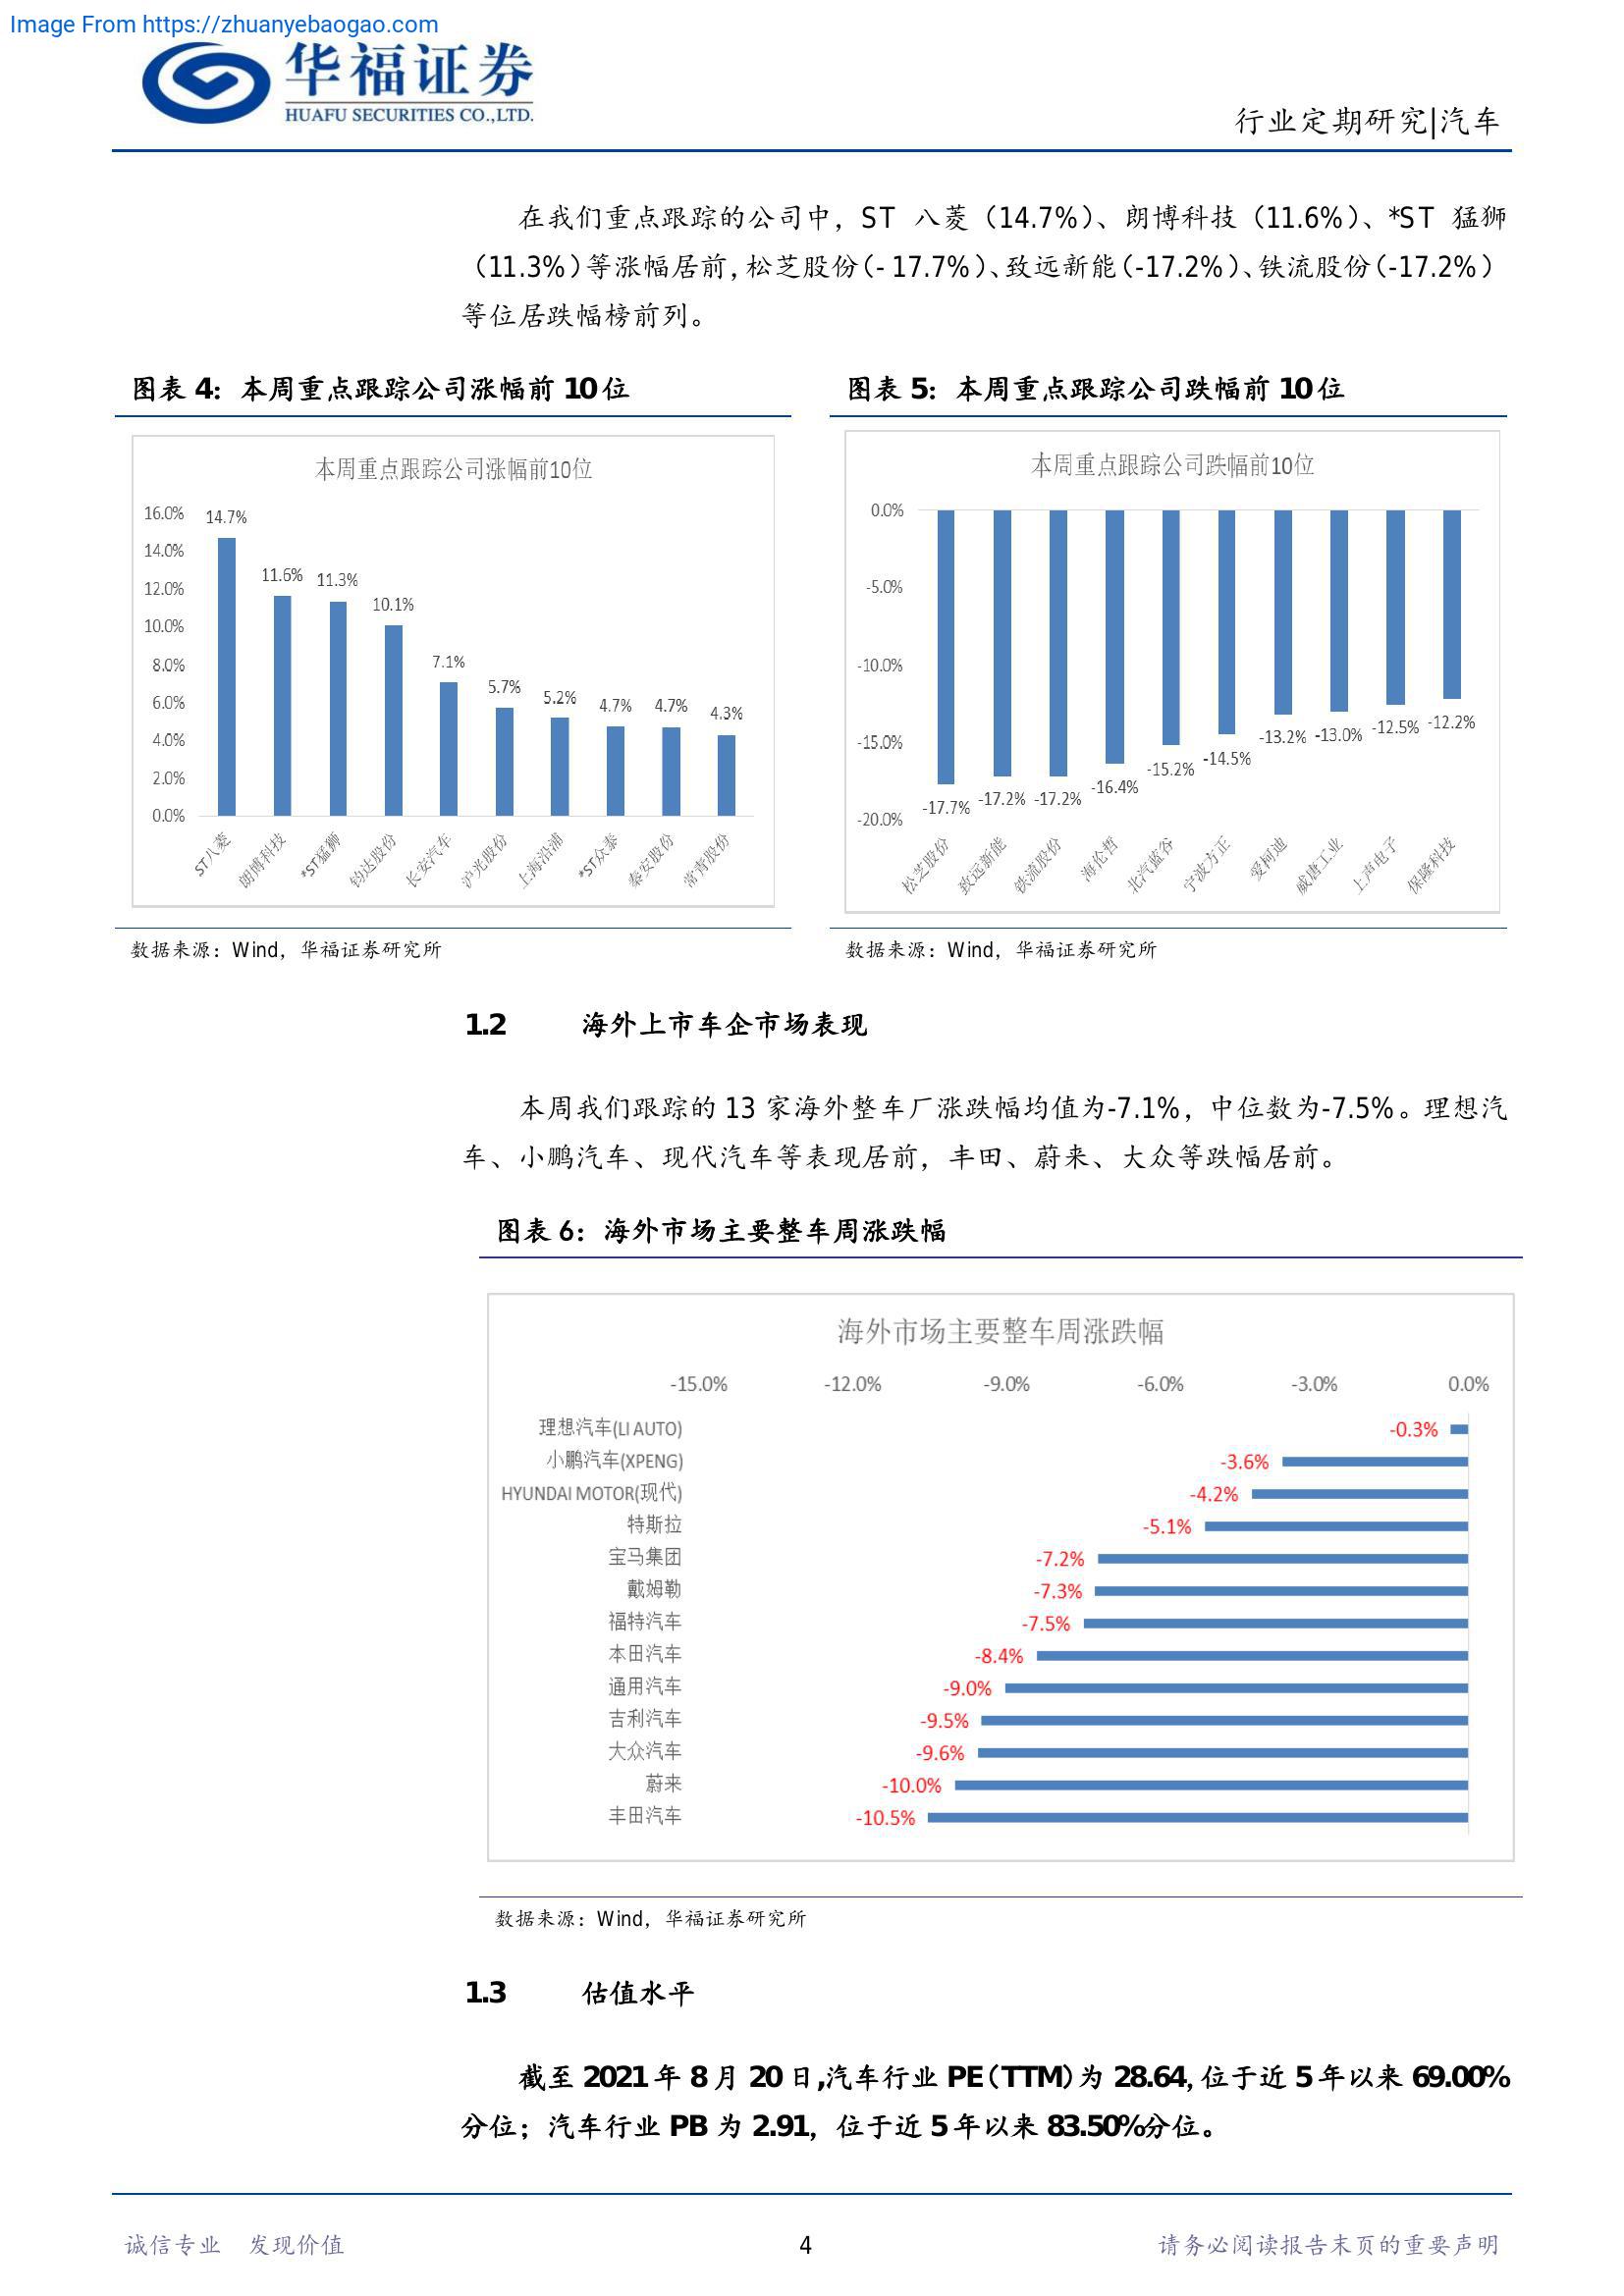 Image From https://zhuanyebaogao.com
华福证券
HUAFU SECURITIES CO.,LTD.
行业定期研究|汽车
在我们重点跟踪的公司中，ST 八菱（14.7%）、朗博科技（11.6%）、*ST 猛狮
（11.3%）等涨幅居前，松芝股份（- 17.7%）、致远新能（-17.2%）、铁流股份（-17.2%）
等位居跌幅榜前列。
图表 4：本周重点跟踪公司涨幅前 10 位
本周重点跟踪公司涨幅前10位
16.0%
14.0%
12.0%
10.0%
8.0%
6.0%
4.0%
2.0%
0.0%
14.7%
11.6%
11.3%
10.1%
7.1%
5.7%
5.2%
4.7%
4.7%
4.3%
ST八菱
朗博科技
*ST猛狮
钧达股份
长安汽车
沪光股份
上海沿浦
*ST众泰
秦安股份
常青股份
数据来源：Wind，华福证券研究所
图表 5：本周重点跟踪公司跌幅前 10 位
本周重点跟踪公司跌幅前10位
0.0%
-5.0%
-10.0%
-15.0%
-20.0%
-17.7%
-17.2%
-17.2%
-16.4%
-15.2%
-14.5%
-13.2%
-13.0%
-12.5%
-12.2%
松芝股份
致远新能
铁流股份
海伦哲
北汽蓝谷
宁波方正
爱柯迪
威唐工业
上声电子
保隆科技
数据来源：Wind，华福证券研究所
1.2 海外上市车企市场表现
本周我们跟踪的 13 家海外整车厂涨跌幅均值为-7.1%，中位数为-7.5%。理想汽
车、小鹏汽车、现代汽车等表现居前，丰田、蔚来、大众等跌幅居前。
图表 6：海外市场主要整车周涨跌幅
海外市场主要整车周涨跌幅
-15.0% -12.0% -9.0% -6.0% -3.0% 0.0%
理想汽车(LI AUTO) -0.3%
小鹏汽车(XPENG) -3.6%
HYUNDAI MOTOR(现代) -4.2%
特斯拉 -5.1%
宝马集团 -7.2%
戴姆勒 -7.3%
福特汽车 -7.5%
本田汽车 -8.4%
通用汽车 -9.0%
吉利汽车 -9.5%
大众汽车 -9.6%
蔚来 -10.0%
丰田汽车 -10.5%
数据来源：Wind，华福证券研究所
1.3 估值水平
截至 2021 年 8 月 20 日,汽车行业 PE（TTM）为 28.64, 位于近 5 年以来 69.00%
分位；汽车行业 PB 为 2.91，位于近 5 年以来 83.50%分位。
诚信专业 发现价值 4 请务必阅读报告末页的重要声明